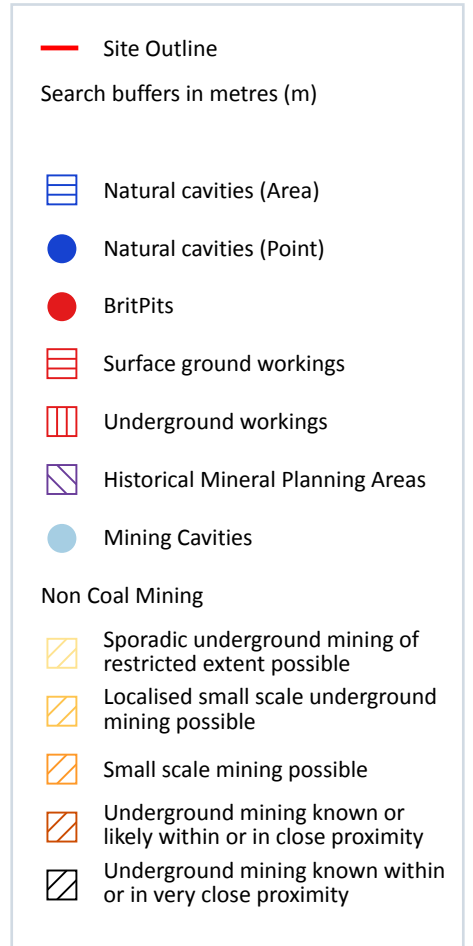 Site Outline
Search buffers in metres (m)
Natural cavities (Area)
Natural cavities (Point)
BritPits
Surface ground workings
Underground workings
Historical Mineral Planning Areas
Mining Cavities
Non Coal Mining
Sporadic underground mining of
restricted extent possible
Localised small scale underground
mining possible
Small scale mining possible
Underground mining known or
likely within or in close proximity
Underground mining known within
or in very close proximity